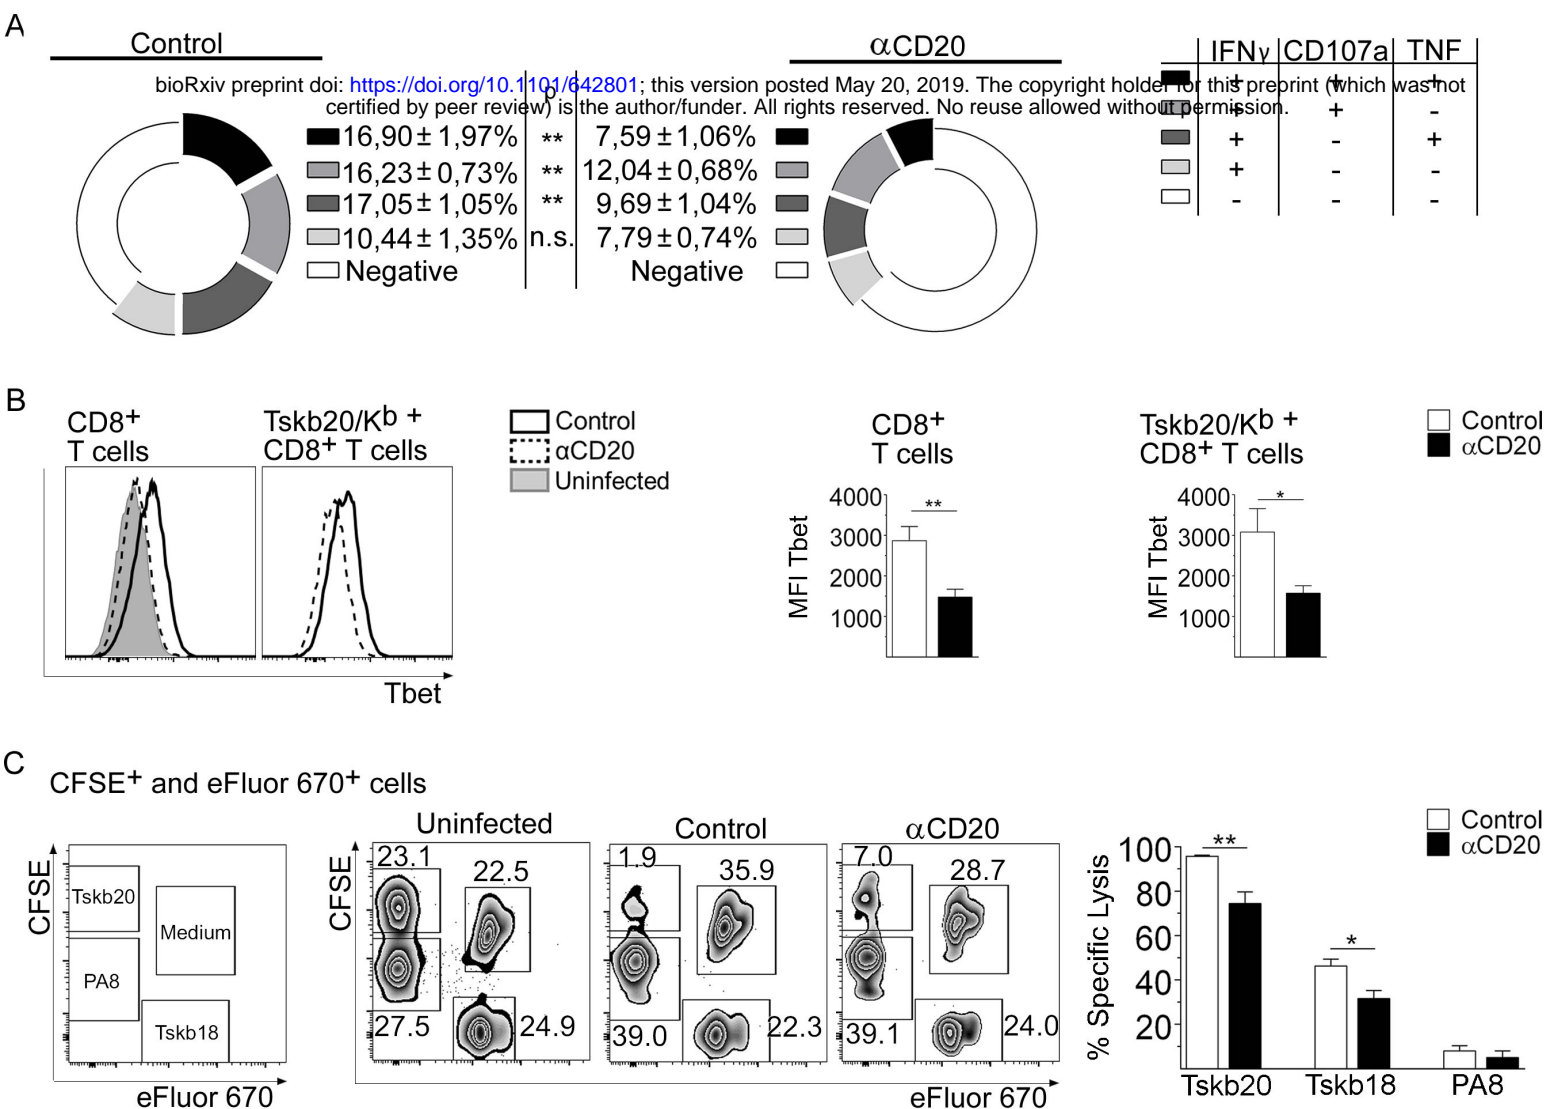 A
Control
αCD20
IFNγ CD107a TNF
bioRxiv preprint doi: https://doi.org/10.1101/642801; this version posted May 20, 2019. The copyright holder for this preprint (which was not
certified by peer review) is the author/funder. All rights reserved. No reuse allowed without permission.
p
+ + +
+ + -
+ - +
+ - -
- - -
16,90 ± 1,97% ** 7,59 ± 1,06%
16,23 ± 0,73% ** 12,04 ± 0,68%
17,05 ± 1,05% ** 9,69 ± 1,04%
10,44 ± 1,35% n.s. 7,79 ± 0,74%
Negative Negative
B
CD8+
T cells
Tskb20/Kb +
CD8+ T cells
Control
αCD20
Uninfected
Tbet
CD8+
T cells
MFI Tbet
4000
3000
2000
1000
**
Tskb20/Kb +
CD8+ T cells
MFI Tbet
4000
3000
2000
1000
*
Control
αCD20
C
CFSE+ and eFluor 670+ cells
CFSE
Tskb20
Medium
PA8
Tskb18
eFluor 670
CFSE
Uninfected
23.1
22.5
27.5
24.9
Control
1.9
35.9
39.0
22.3
αCD20
7.0
28.7
39.1
24.0
eFluor 670
Control
αCD20
% Specific Lysis
100
80
60
40
20
**
*
Tskb20 Tskb18 PA8